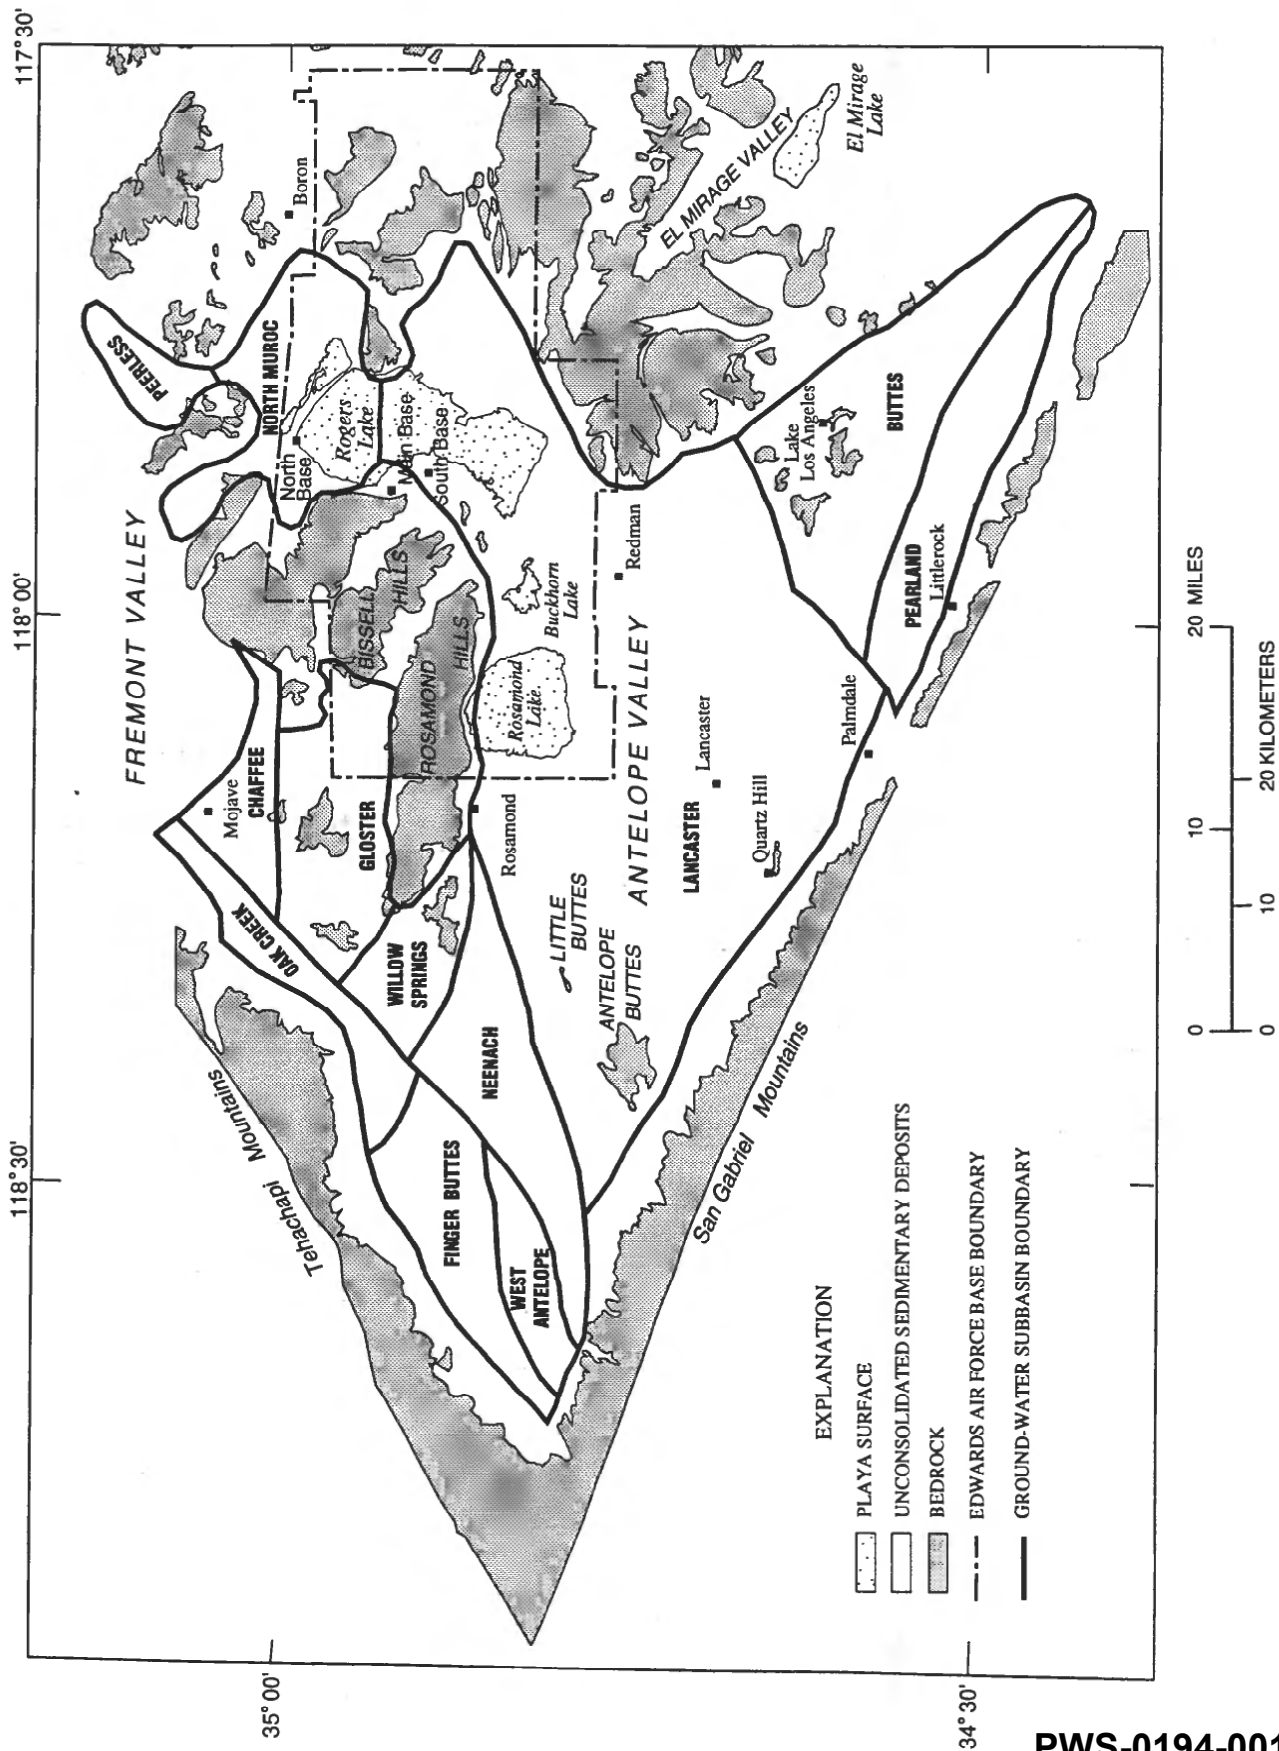 117°30'
118°00'
118°30'
35°00'
34°30'
FREMONT VALLEY
PEERLESS
Boron
NORTH MUROC
North
Base
Rogers
Lake
Main Base
South Base
BISSELL
HILLS
ROSAMOND
HILLS
Mojave
CHAFFEE
GLOSTER
OAK CREEK
WILLOW
SPRINGS
Rosamond
Rosamond
Lake
Buckhorn
Lake
Redman
EL MIRAGE VALLEY
El Mirage
Lake
Tehachapi Mountains
NEENACH
FINGER BUTTES
WEST
ANTELOPE
LITTLE
BUTTES
ANTELOPE
BUTTES
ANTELOPE VALLEY
LANCASTER
Lancaster
Quartz Hill
Palmdale
Lake
Los Angeles
BUTTES
PEARLAND
Littlerock
San Gabriel Mountains
EXPLANATION
PLAYA SURFACE
UNCONSOLIDATED SEDIMENTARY DEPOSITS
BEDROCK
EDWARDS AIR FORCE BASE BOUNDARY
GROUND-WATER SUBBASIN BOUNDARY
0 10 20 MILES
0 10 20 KILOMETERS